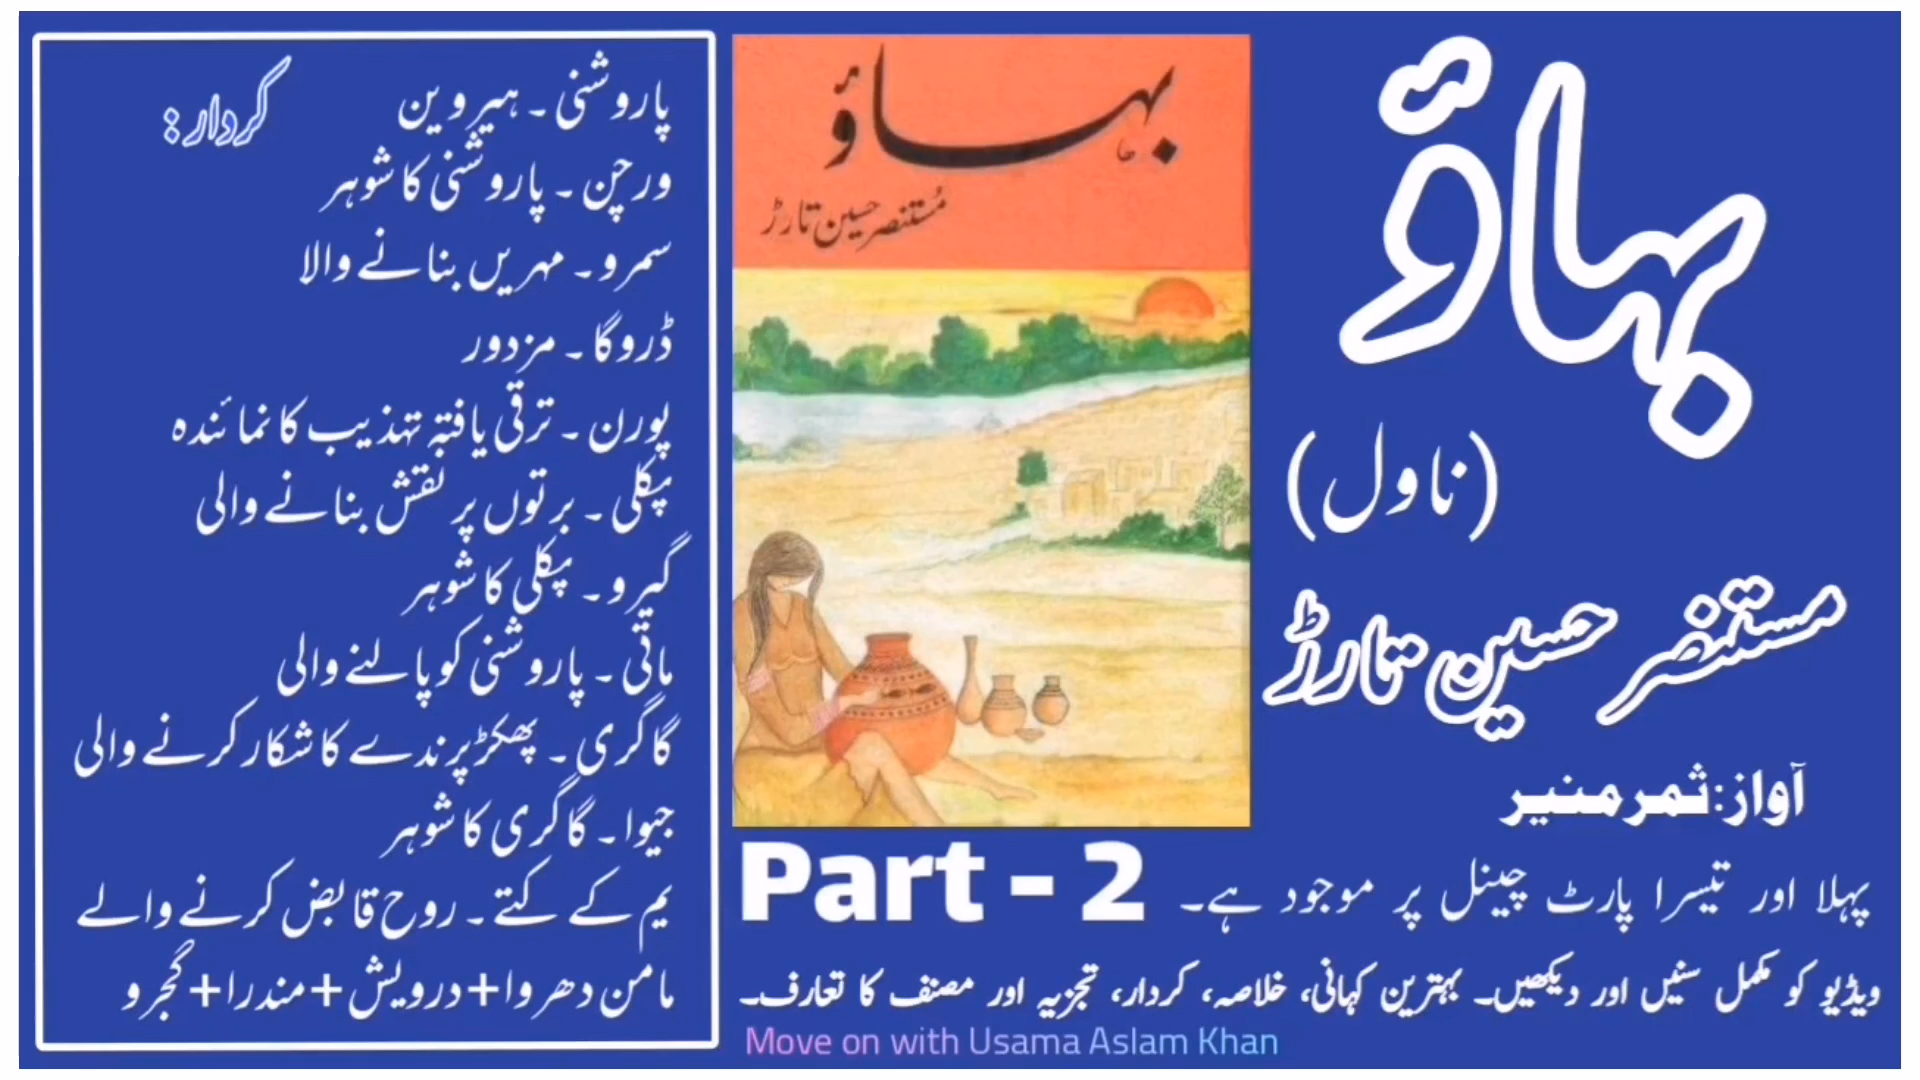 بہاؤ
(ناول)
مستنصر حسین تارڑ
آواز:ثمر منیر
بہاؤ
مُستنصر حسین تارڑ
کردار:
پاروشنی ۔ ہیروین
ورچن ۔ پاروشنی کا شوہر
سمرو ۔ مہریں بنانے والا
ڈروگا ۔ مزدور
پورن ۔ ترقی یافتہ تہذیب کا نمائندہ
پکلی ۔ برتوں پر نقش بنانے والی
گیرو ۔ پکلی کا شوہر
ماتی ۔ پاروشنی کو پالنے والی
گاگری ۔ پھکڑ پرندے کا شکار کرنے والی
جیوا ۔ گاگری کا شوہر
یم کے کتے ۔ روح قابض کرنے والے
مامن دھروا+درویش+مندرا+گجرو
Part - 2
پہلا اور تیسرا پارٹ چینل پر موجود ہے۔
ویڈیو کو مکمل سنیں اور دیکھیں۔ بہترین کہانی، خلاصہ، کردار، تجزیہ اور مصنف کا تعارف۔
Move on with Usama Aslam Khan